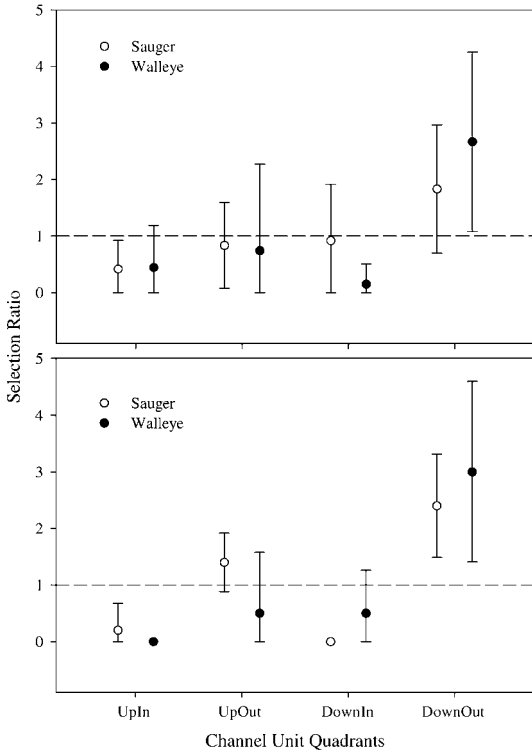 5
Sauger
4
Walleye
3
2
1
0
Selection Ratio
5
Sauger
4
Walleye
3
2
1
0
UpIn UpOut DownIn DownOut
Channel Unit Quadrants